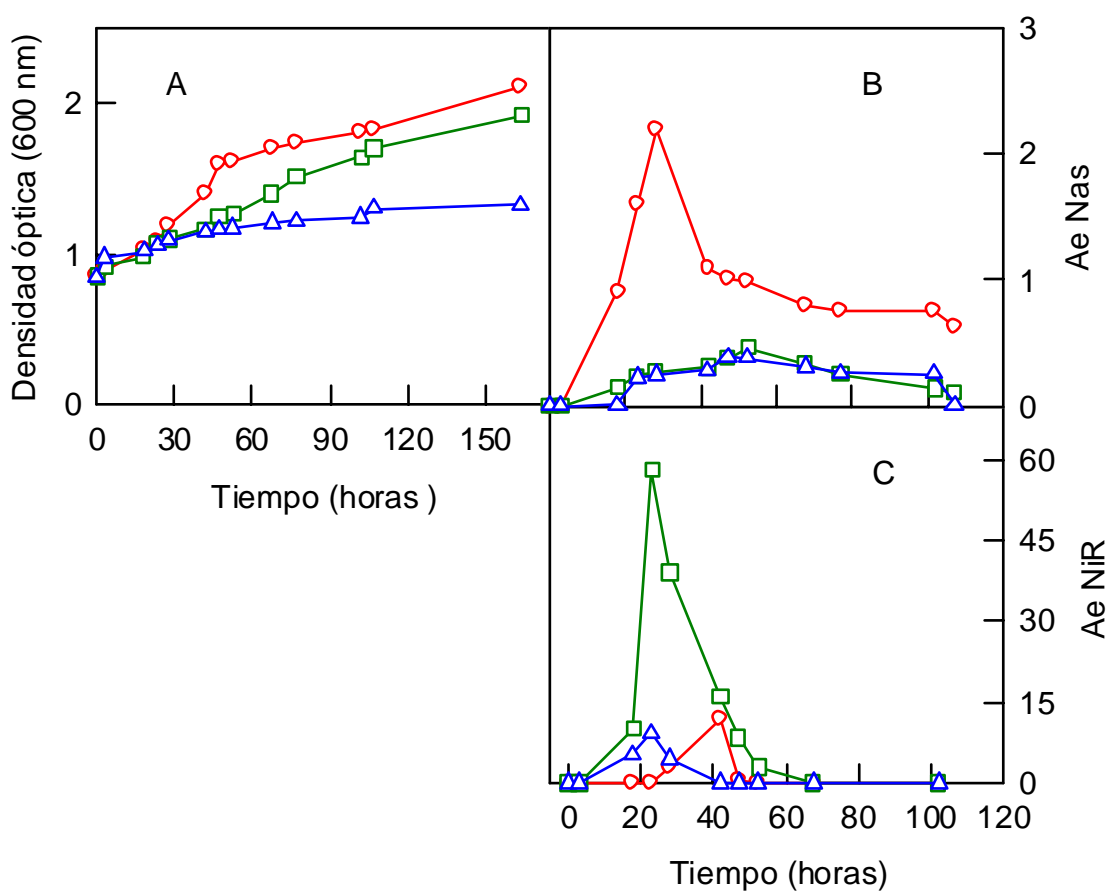 Densidad óptica (600 nm)
A
2
1
0
0 30 60 90 120 150
Tiempo (horas )
B
3
2
1
0
Ae Nas
C
60
45
30
15
0
Ae NiR
0 20 40 60 80 100 120
Tiempo (horas)